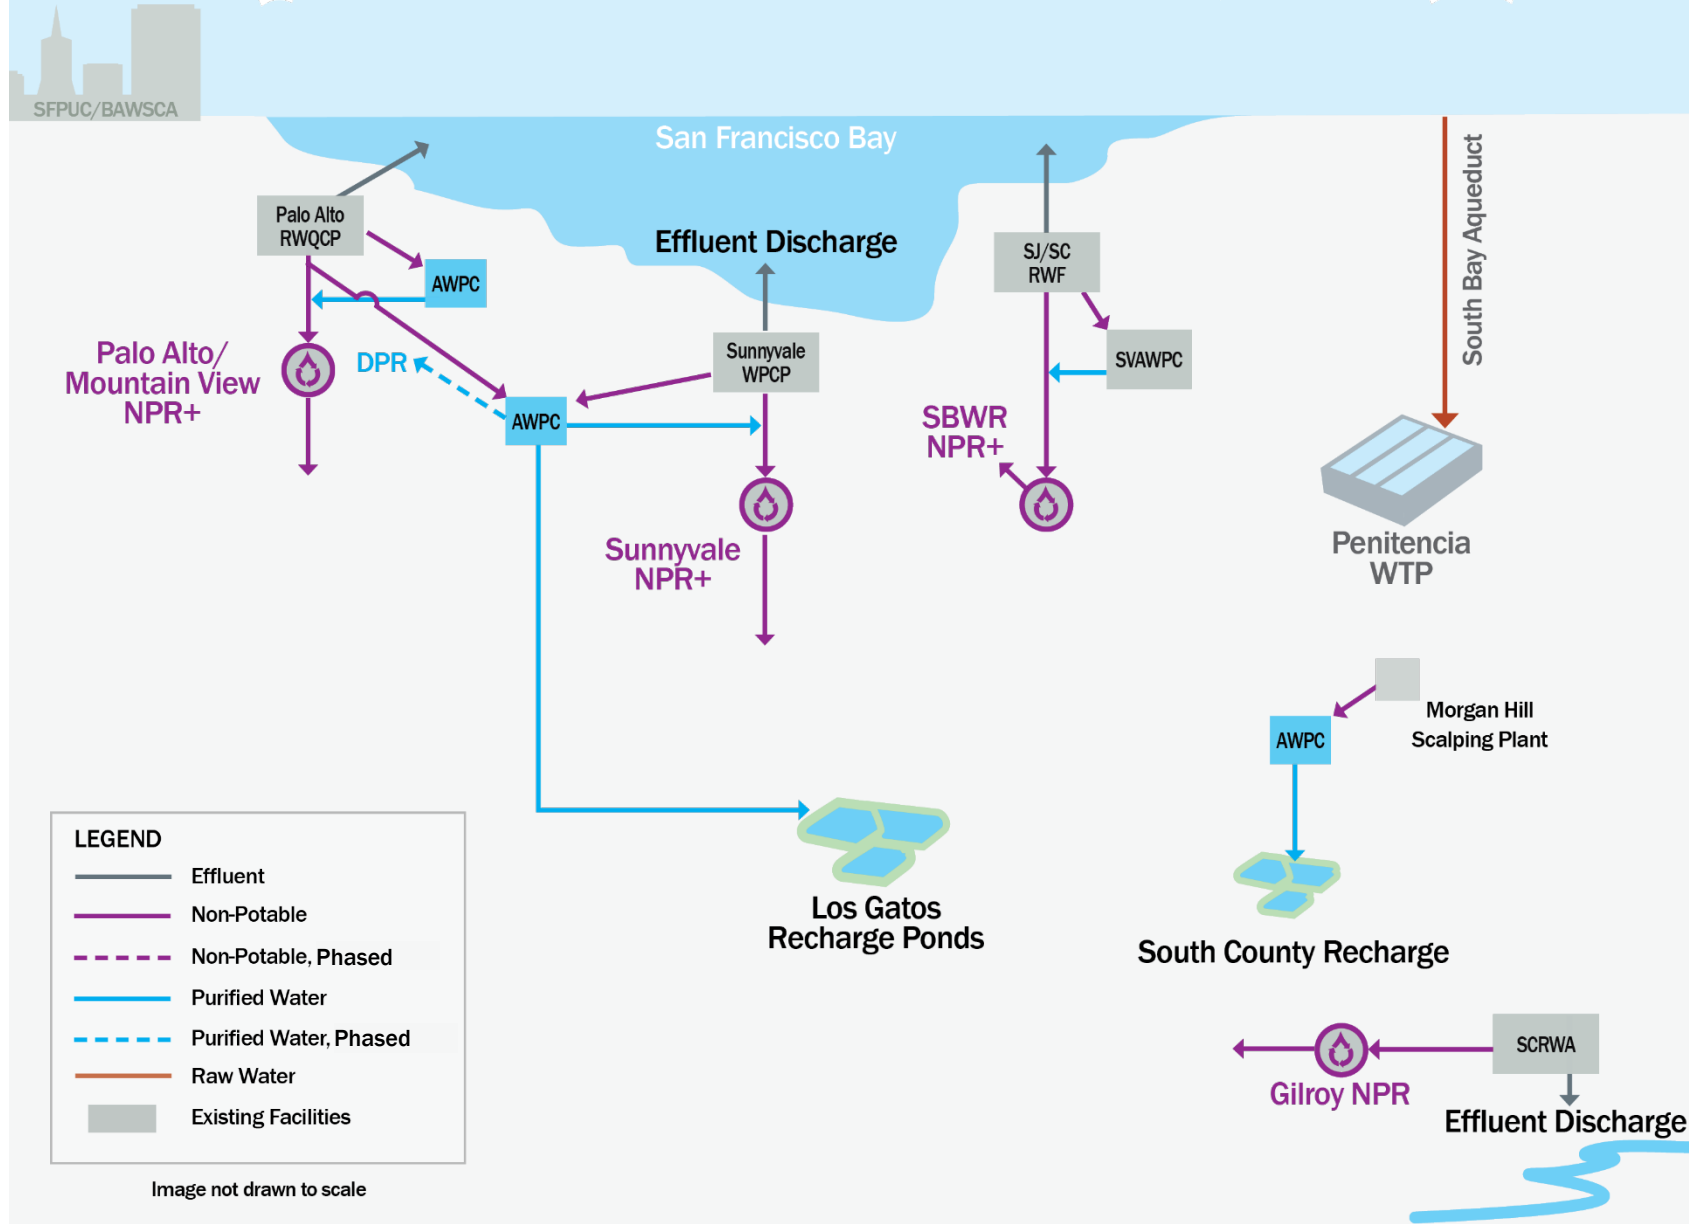 SFPUC/BAWSCA
San Francisco Bay
South Bay Aqueduct
Palo Alto
RWQCP
Effluent Discharge
SJ/SC
RWF
AWPC
Palo Alto/
Mountain View
NPR+
DPR
Sunnyvale
WPCP
SVAWPC
AWPC
SBWR
NPR+
Sunnyvale
NPR+
Penitencia
WTP
Morgan Hill
Scalping Plant
AWPC
Los Gatos
Recharge Ponds
South County Recharge
SCRWA
Gilroy NPR
Effluent Discharge
LEGEND
Effluent
Non-Potable
Non-Potable, Phased
Purified Water
Purified Water, Phased
Raw Water
Existing Facilities
Image not drawn to scale